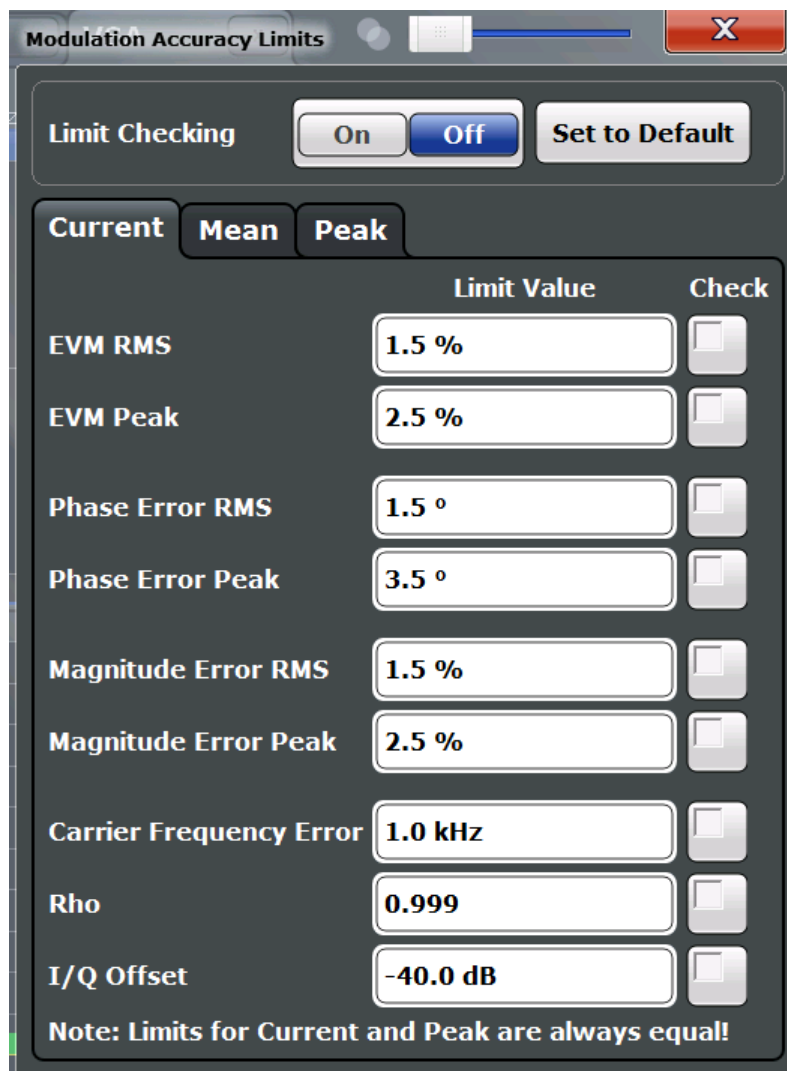 Modulation Accuracy Limits
X
Limit Checking On Off Set to Default
Current Mean Peak
Limit Value Check
EVM RMS 1.5 %
EVM Peak 2.5 %
Phase Error RMS 1.5 º
Phase Error Peak 3.5 º
Magnitude Error RMS 1.5 %
Magnitude Error Peak 2.5 %
Carrier Frequency Error 1.0 kHz
Rho 0.999
I/Q Offset -40.0 dB
Note: Limits for Current and Peak are always equal!